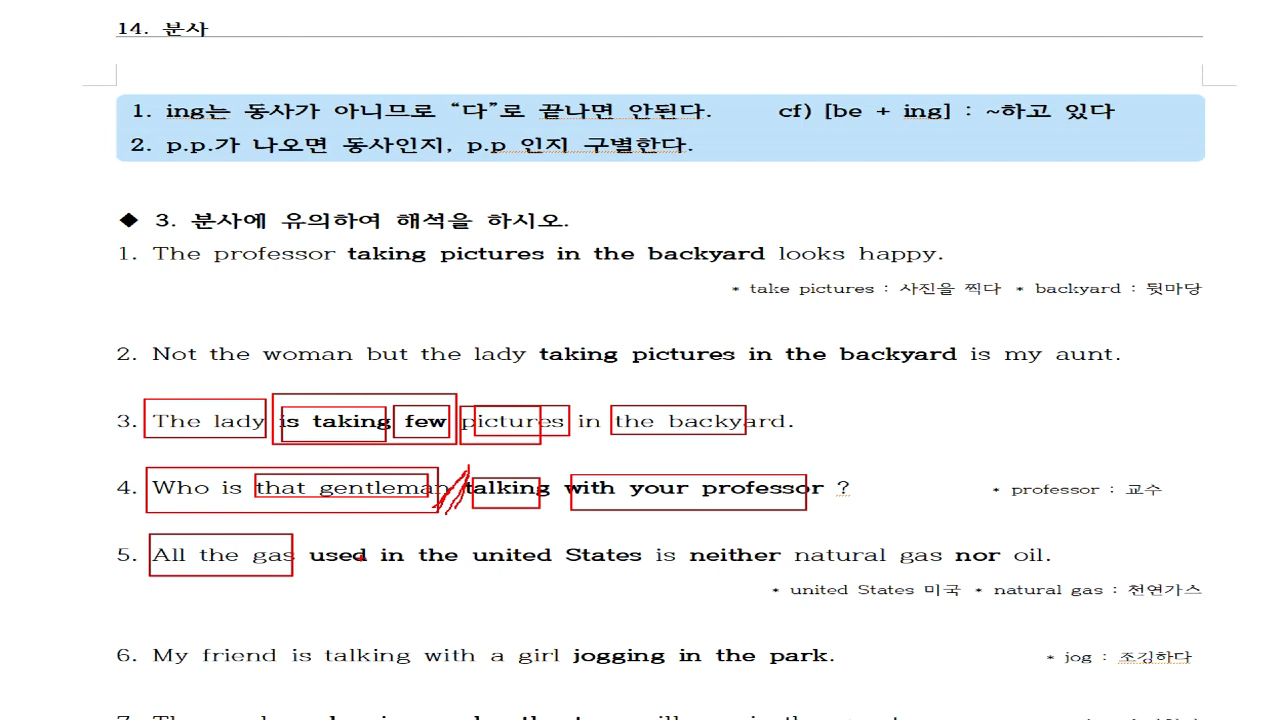 14. 분사
1. ing는 동사가 아니므로 “다”로 끝나면 안된다. cf) [be + ing] : ~하고 있다
2. p.p.가 나오면 동사인지, p.p 인지 구별한다.
◆ 3. 분사에 유의하여 해석을 하시오.
1. The professor taking pictures in the backyard looks happy.
* take pictures : 사진을 찍다 * backyard : 뒷마당
2. Not the woman but the lady taking pictures in the backyard is my aunt.
3. The lady is taking few pictures in the backyard.
4. Who is that gentleman talking with your professor ? * professor : 교수
5. All the gas used in the united States is neither natural gas nor oil.
* united States 미국 * natural gas : 천연가스
6. My friend is talking with a girl jogging in the park. * jog : 조깅하다